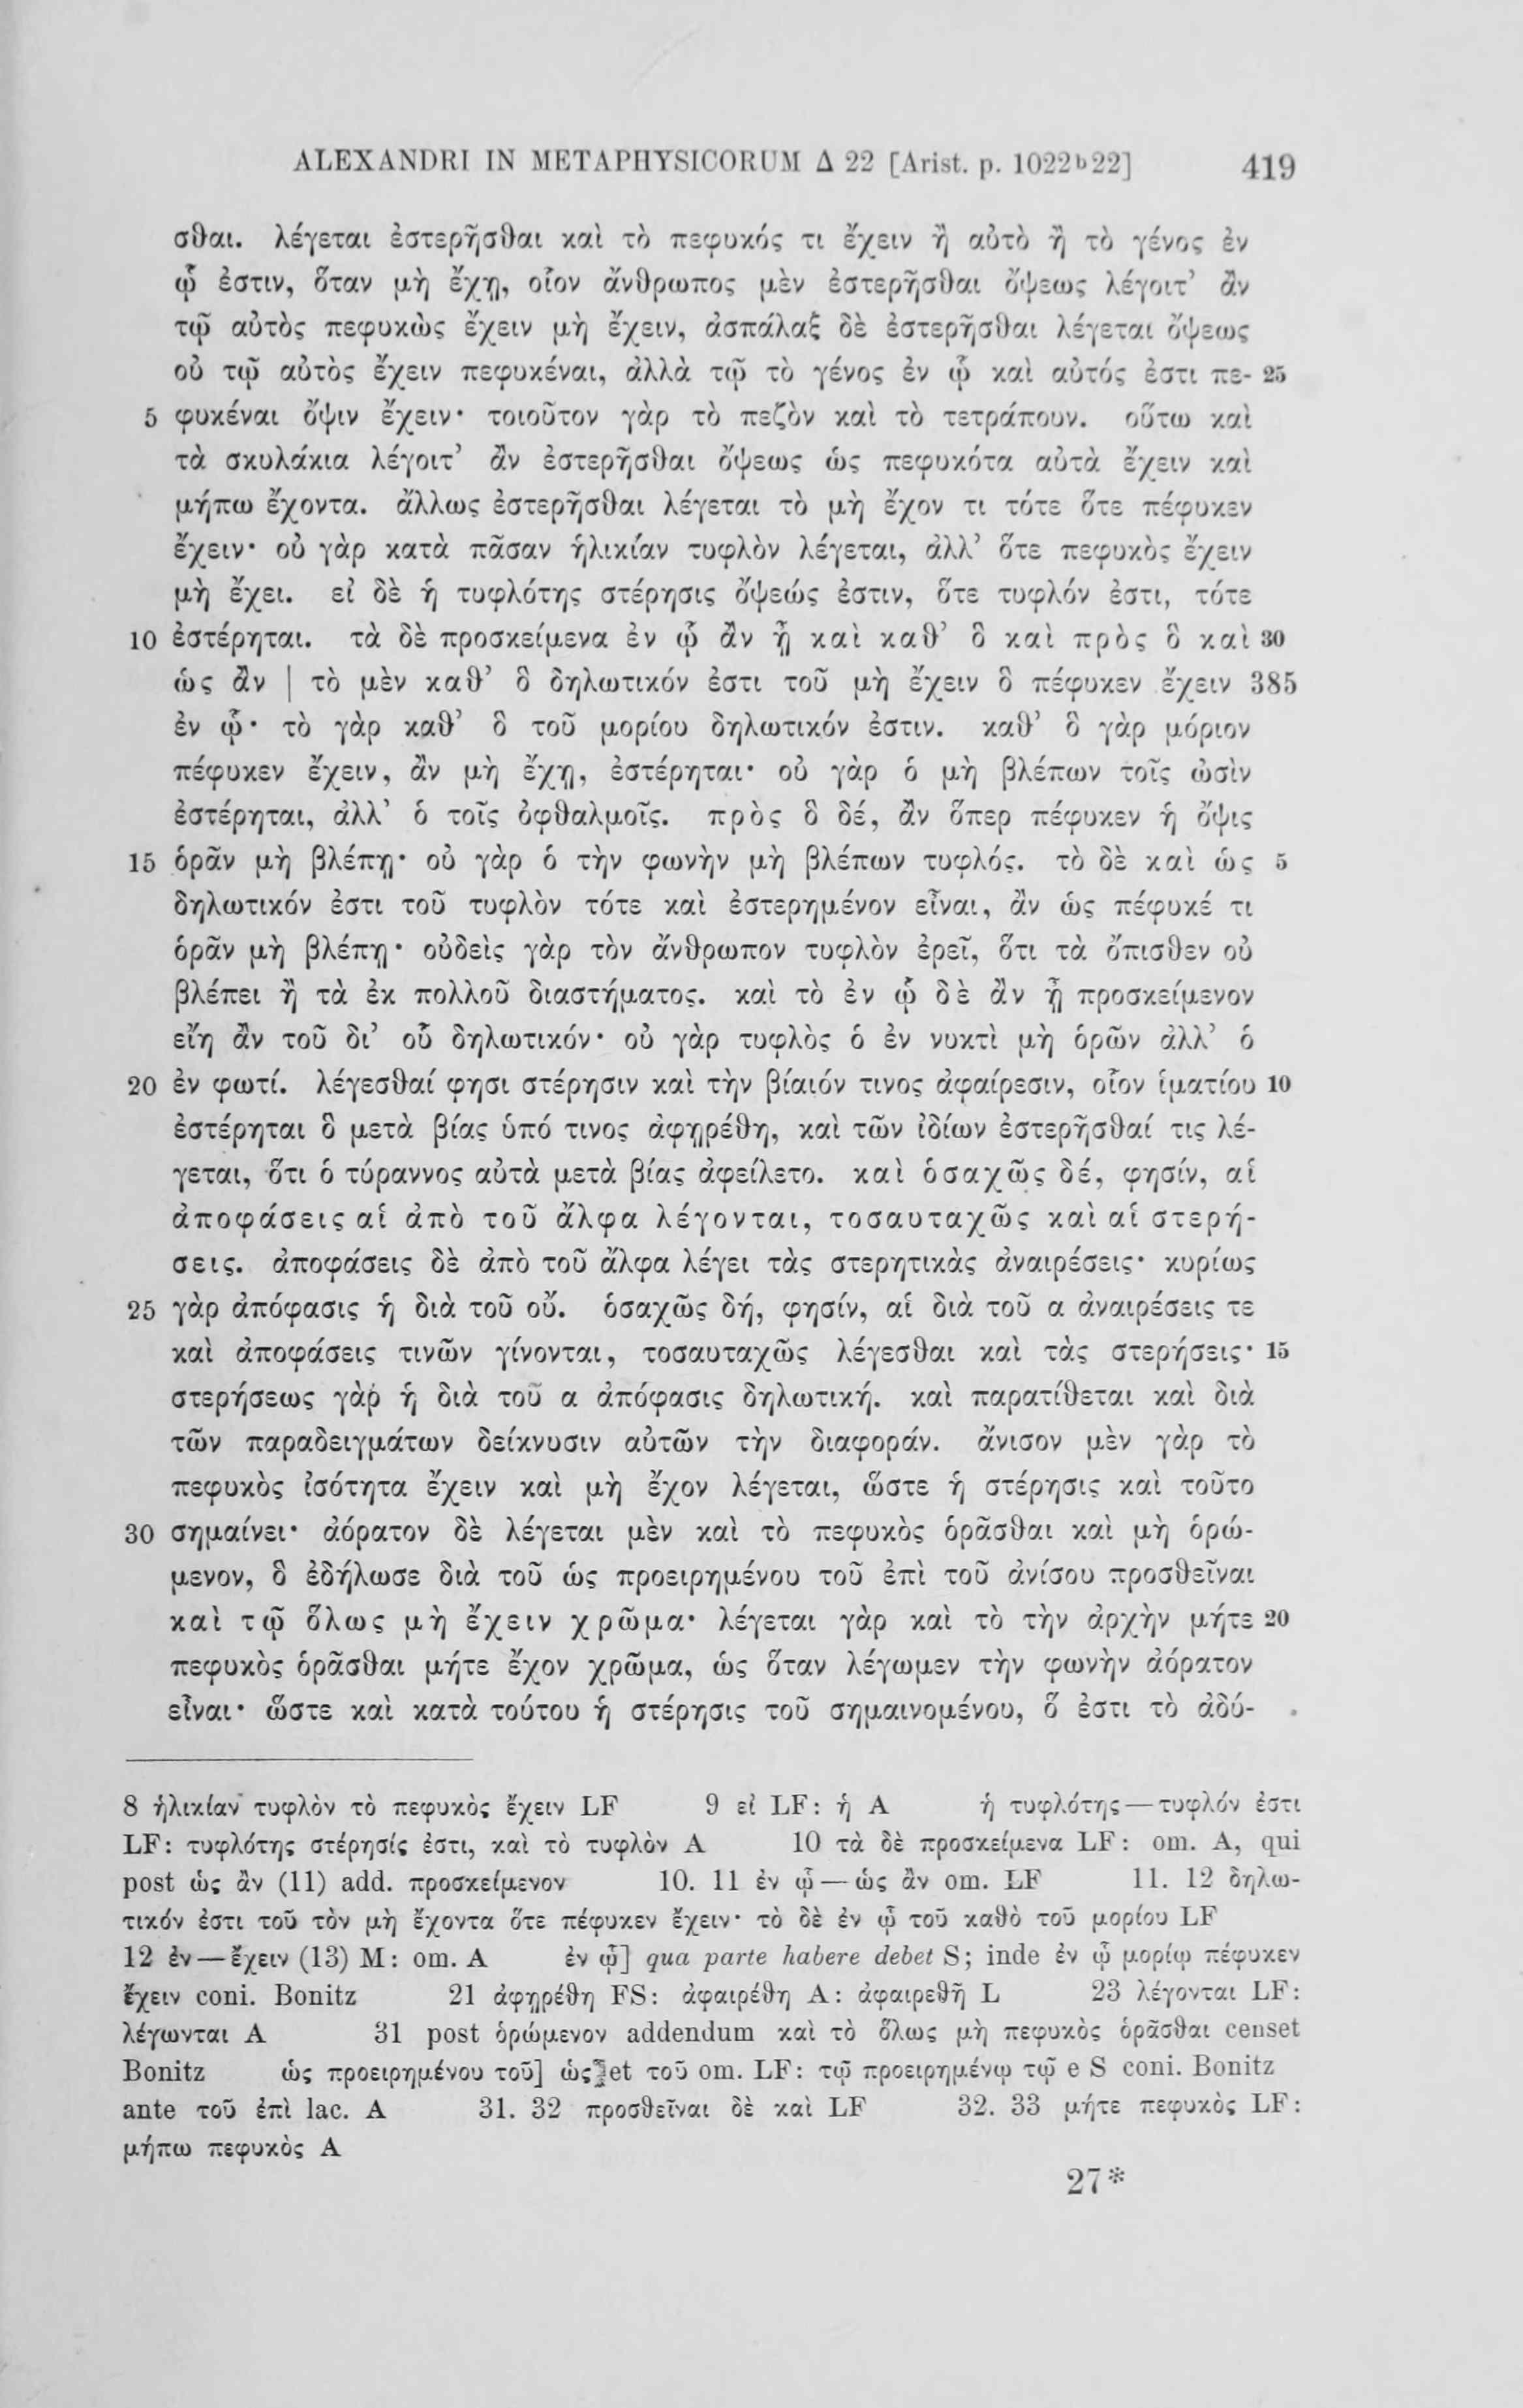 ALEXANDRI IN METAPHYSICORUM Δ 22 [Arist. p. 1022ᵇ22] 419
σθαι. λέγεται ἐστερῆσθαι καὶ τὸ πεφυκός τι ἔχειν ἢ αὐτὸ ἢ τὸ γένος ἐν
ᾧ ἐστιν, ὅταν μὴ ἔχῃ, οἷον ἄνθρωπος μὲν ἐστερῆσθαι ὄψεως λέγοιτ’ ἂν
τῷ αὐτὸς πεφυκὼς ἔχειν μὴ ἔχειν, ἀσπάλαξ δὲ ἐστερῆσθαι λέγεται ὄψεως
οὐ τῷ αὐτὸς ἔχειν πεφυκέναι, ἀλλὰ τῷ τὸ γένος ἐν ᾧ καὶ αὐτός ἐστι πε- 25
5 φυκέναι ὄψιν ἔχειν· τοιοῦτον γὰρ τὸ πεζὸν καὶ τὸ τετράπουν. οὕτω καὶ
τὰ σκυλάκια λέγοιτ’ ἂν ἐστερῆσθαι ὄψεως ὡς πεφυκότα αὐτὰ ἔχειν καὶ
μήπω ἔχοντα. ἄλλως ἐστερῆσθαι λέγεται τὸ μὴ ἔχον τι τότε ὅτε πέφυκεν
ἔχειν· οὐ γὰρ κατὰ πᾶσαν ἡλικίαν τυφλὸν λέγεται, ἀλλ’ ὅτε πεφυκὸς ἔχειν
μὴ ἔχει. εἰ δὲ ἡ τυφλότης στέρησις ὄψεώς ἐστιν, ὅτε τυφλόν ἐστι, τότε
10 ἐστέρηται. τὰ δὲ προσκείμενα ἐν ᾧ ἂν ᾖ καὶ καθ’ ὃ καὶ πρὸς ὃ καὶ 30
ὡς ἂν | τὸ μὲν καθ’ ὃ δηλωτικόν ἐστι τοῦ μὴ ἔχειν ὃ πέφυκεν ἔχειν 385
ἐν ᾧ· τὸ γὰρ καθ’ ὃ τοῦ μορίου δηλωτικόν ἐστιν. καθ’ ὃ γὰρ μόριον
πέφυκεν ἔχειν, ἂν μὴ ἔχῃ, ἐστέρηται· οὐ γὰρ ὁ μὴ βλέπων τοῖς ὠσὶν
ἐστέρηται, ἀλλ’ ὁ τοῖς ὀφθαλμοῖς. πρὸς ὃ δέ, ἂν ὅπερ πέφυκεν ἡ ὄψις
15 ὁρᾶν μὴ βλέπῃ· οὐ γὰρ ὁ τὴν φωνὴν μὴ βλέπων τυφλός. τὸ δὲ καὶ ὡς 5
δηλωτικόν ἐστι τοῦ τυφλὸν τότε καὶ ἐστερημένον εἶναι, ἂν ὡς πέφυκέ τι
ὁρᾶν μὴ βλέπῃ· οὐδεὶς γὰρ τὸν ἄνθρωπον τυφλὸν ἐρεῖ, ὅτι τὰ ὄπισθεν οὐ
βλέπει ἢ τὰ ἐκ πολλοῦ διαστήματος. καὶ τὸ ἐν ᾧ δὲ ἂν ᾖ προσκείμενον
εἴη ἂν τοῦ δι’ οὗ δηλωτικόν· οὐ γὰρ τυφλὸς ὁ ἐν νυκτὶ μὴ ὁρῶν ἀλλ’ ὁ
20 ἐν φωτί. λέγεσθαί φησι στέρησιν καὶ τὴν βίαιόν τινος ἀφαίρεσιν, οἷον ἱματίου 10
ἐστέρηται ὃ μετὰ βίας ὑπό τινος ἀφῃρέθη, καὶ τῶν ἰδίων ἐστερῆσθαί τις λέ-
γεται, ὅτι ὁ τύραννος αὐτὰ μετὰ βίας ἀφείλετο. καὶ ὁσαχῶς δέ, φησίν, αἱ
ἀποφάσεις αἱ ἀπὸ τοῦ ἄλφα λέγονται, τοσαυταχῶς καὶ αἱ στερή-
σεις. ἀποφάσεις δὲ ἀπὸ τοῦ ἄλφα λέγει τὰς στερητικὰς ἀναιρέσεις· κυρίως
25 γὰρ ἀπόφασις ἡ διὰ τοῦ οὔ. ὁσαχῶς δή, φησίν, αἱ διὰ τοῦ α ἀναιρέσεις τε
καὶ ἀποφάσεις τινῶν γίνονται, τοσαυταχῶς λέγεσθαι καὶ τὰς στερήσεις· 15
στερήσεως γὰρ ἡ διὰ τοῦ α ἀπόφασις δηλωτική. καὶ παρατίθεται καὶ διὰ
τῶν παραδειγμάτων δείκνυσιν αὐτῶν τὴν διαφοράν. ἄνισον μὲν γὰρ τὸ
πεφυκὸς ἰσότητα ἔχειν καὶ μὴ ἔχον λέγεται, ὥστε ἡ στέρησις καὶ τοῦτο
30 σημαίνει· ἀόρατον δὲ λέγεται μὲν καὶ τὸ πεφυκὸς ὁρᾶσθαι καὶ μὴ ὁρώ-
μενον, ὃ ἐδήλωσε διὰ τοῦ ὡς προειρημένου τοῦ ἐπὶ τοῦ ἀνίσου προσθεῖναι
καὶ τῷ ὅλως μὴ ἔχειν χρῶμα· λέγεται γὰρ καὶ τὸ τὴν ἀρχὴν μήτε 20
πεφυκὸς ὁρᾶσθαι μήτε ἔχον χρῶμα, ὡς ὅταν λέγωμεν τὴν φωνὴν ἀόρατον
εἶναι· ὥστε καὶ κατὰ τούτου ἡ στέρησις τοῦ σημαινομένου, ὅ ἐστι τὸ ἀδύ-
8 ἡλικίαν τυφλὸν τὸ πεφυκὸς ἔχειν LF 9 εἰ LF: ἡ A ἡ τυφλότης — τυφλόν ἐστι
LF: τυφλότης στέρησίς ἐστι, καὶ τὸ τυφλὸν A 10 τὰ δὲ προσκείμενα LF: om. A, qui
post ὡς ἂν (11) add. προσκείμενον 10. 11 ἐν ᾧ — ὡς ἂν om. LF 11. 12 δηλω-
τικόν ἐστι τοῦ τὸν μὴ ἔχοντα ὅτε πέφυκεν ἔχειν· τὸ δὲ ἐν ᾧ τοῦ καθὸ τοῦ μορίου LF
12 ἐν — ἔχειν (13) M: om. A ἐν ᾧ] qua parte habere debet S; inde ἐν ᾧ μορίῳ πέφυκεν
ἔχειν coni. Bonitz 21 ἀφῃρέθη FS: ἀφαιρέθη A: ἀφαιρεθῇ L 23 λέγονται LF:
λέγωνται A 31 post ὁρώμενον addendum καὶ τὸ ὅλως μὴ πεφυκὸς ὁρᾶσθαι censet
Bonitz ὡς προειρημένου τοῦ] ὡς et τοῦ om. LF: τῷ προειρημένῳ τῷ e S coni. Bonitz
ante τοῦ ἐπὶ lac. A 31. 32 προσθεῖναι δὲ καὶ LF 32. 33 μήτε πεφυκὸς LF:
μήπω πεφυκὸς A
27*